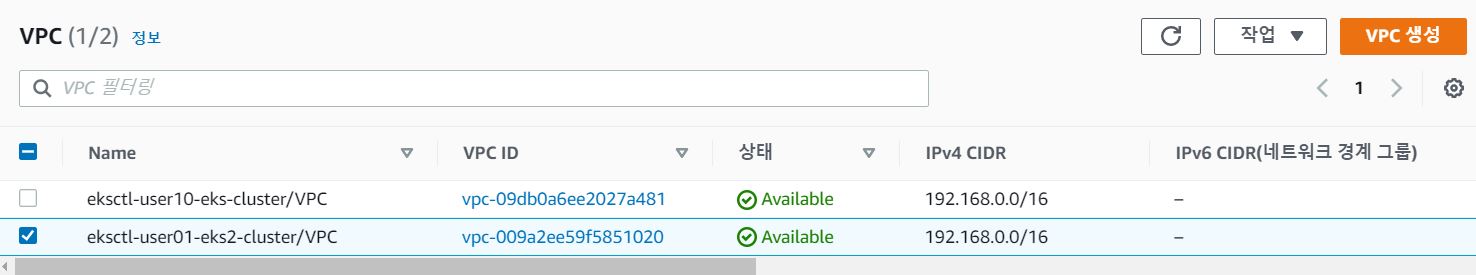 VPC (1/2) 정보
작업 ▼ VPC 생성
VPC 필터링
1
Name VPC ID 상태 IPv4 CIDR IPv6 CIDR(네트워크 경계 그룹)
eksctl-user10-eks-cluster/VPC vpc-09db0a6ee2027a481 Available 192.168.0.0/16 –
eksctl-user01-eks2-cluster/VPC vpc-009a2ee59f5851020 Available 192.168.0.0/16 –